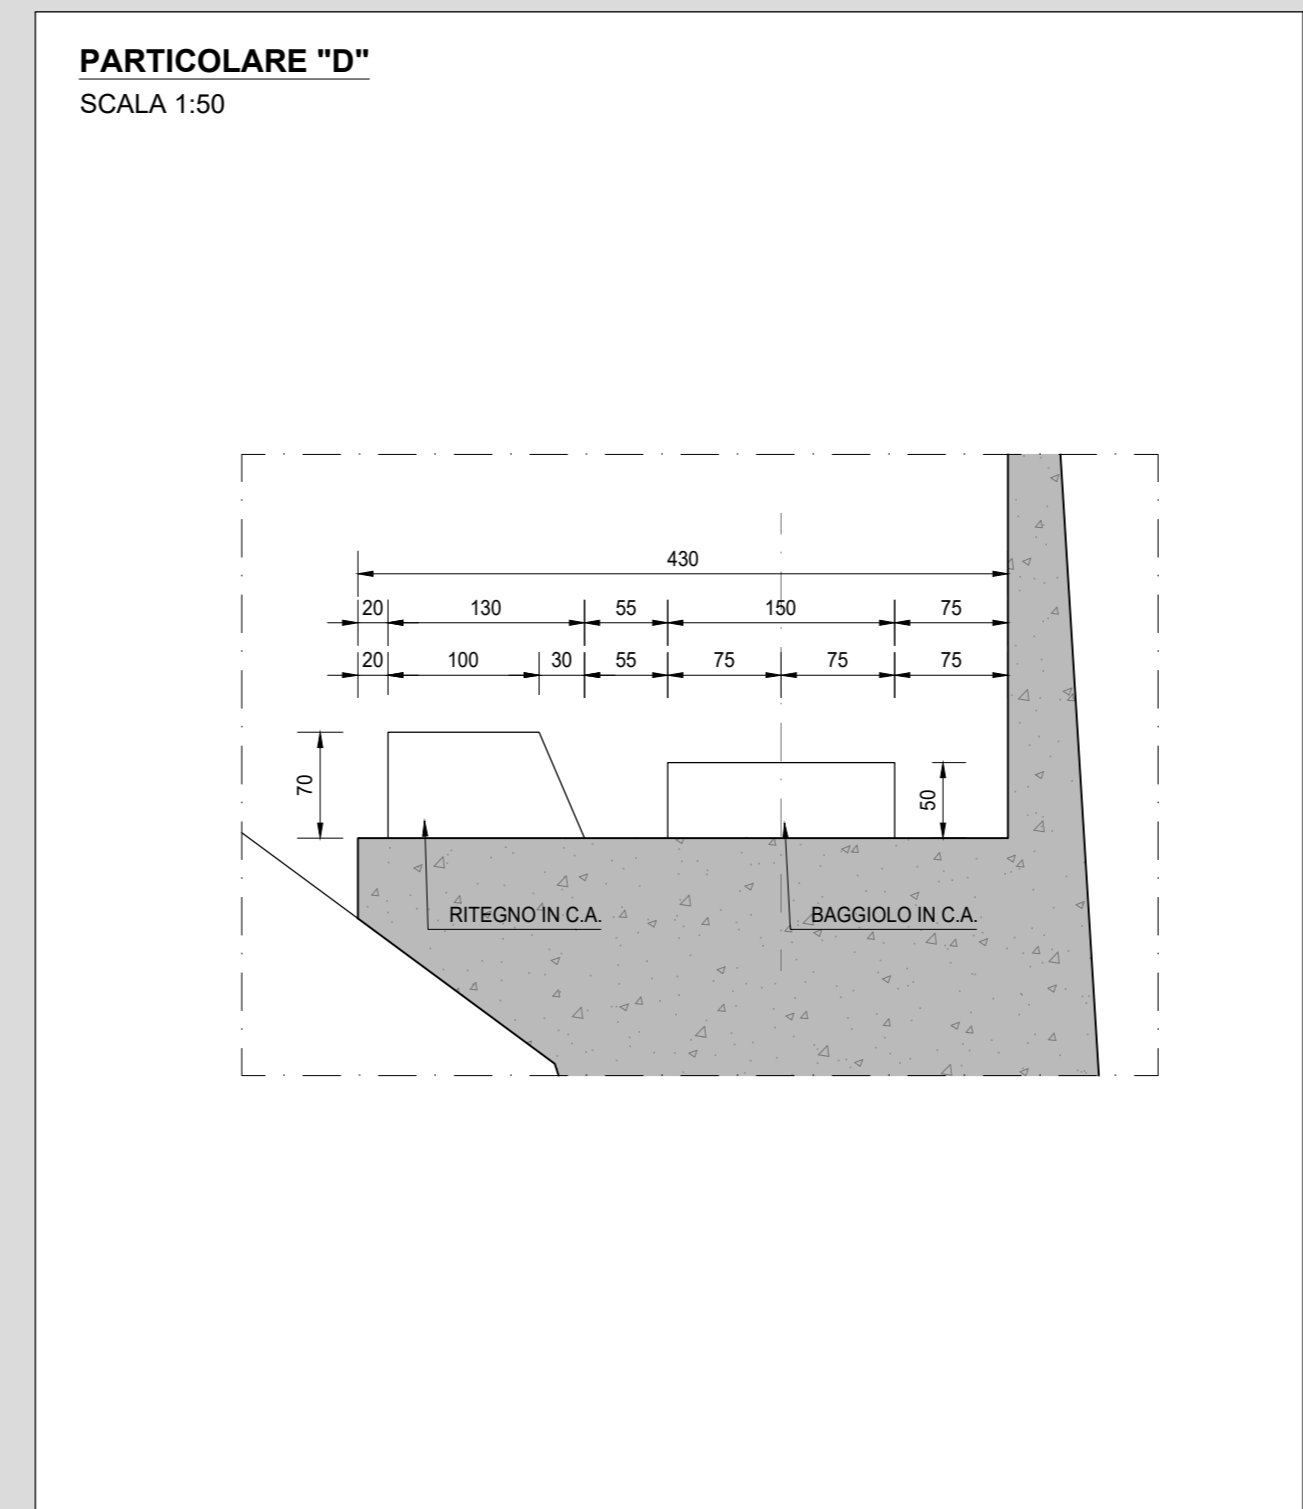 PARTICOLARE "D"
SCALA 1:50
430
20 130 55 150 75
20 100 30 55 75 75 75
70
50
RITEGNO IN C.A.
BAGGIOLO IN C.A.